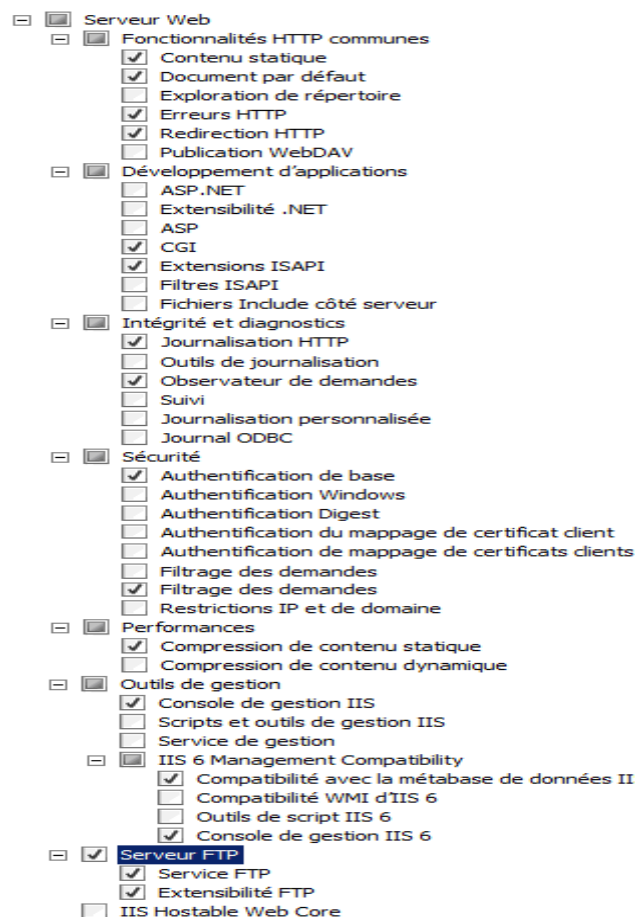 Serveur Web
Fonctionnalités HTTP communes
Contenu statique
Document par défaut
Exploration de répertoire
Erreurs HTTP
Redirection HTTP
Publication WebDAV
Développement d'applications
ASP.NET
Extensibilité .NET
ASP
CGI
Extensions ISAPI
Filtres ISAPI
Fichiers Include côté serveur
Intégrité et diagnostics
Journalisation HTTP
Outils de journalisation
Observateur de demandes
Suivi
Journalisation personnalisée
Journal ODBC
Sécurité
Authentification de base
Authentification Windows
Authentification Digest
Authentification du mappage de certificat client
Authentification de mappage de certificats clients
Filtrage des demandes
Filtrage des demandes
Restrictions IP et de domaine
Performances
Compression de contenu statique
Compression de contenu dynamique
Outils de gestion
Console de gestion IIS
Scripts et outils de gestion IIS
Service de gestion
IIS 6 Management Compatibility
Compatibilité avec la métabase de données II
Compatibilité WMI d'IIS 6
Outils de script IIS 6
Console de gestion IIS 6
Serveur FTP
Service FTP
Extensibilité FTP
IIS Hostable Web Core